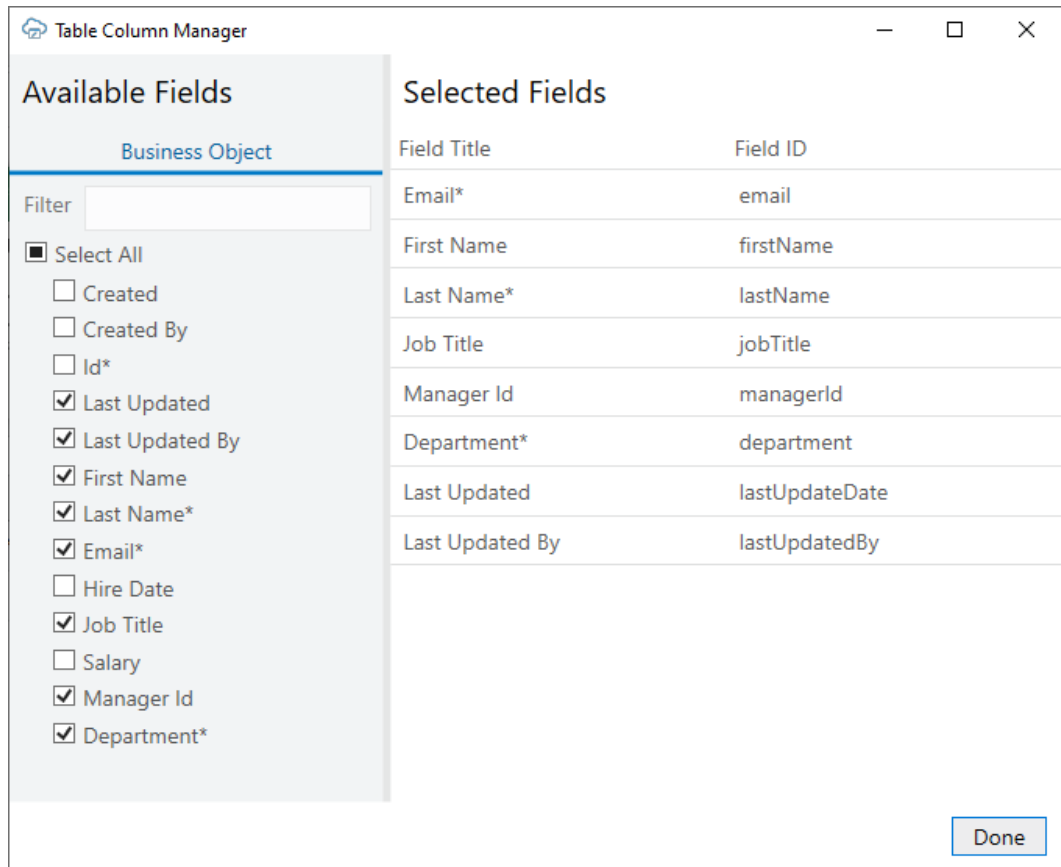 Table Column Manager
Available Fields
Business Object
Filter
Select All
Created
Created By
Id*
Last Updated
Last Updated By
First Name
Last Name*
Email*
Hire Date
Job Title
Salary
Manager Id
Department*
Selected Fields
Field Title Field ID
Email* email
First Name firstName
Last Name* lastName
Job Title jobTitle
Manager Id managerId
Department* department
Last Updated lastUpdateDate
Last Updated By lastUpdatedBy
Done